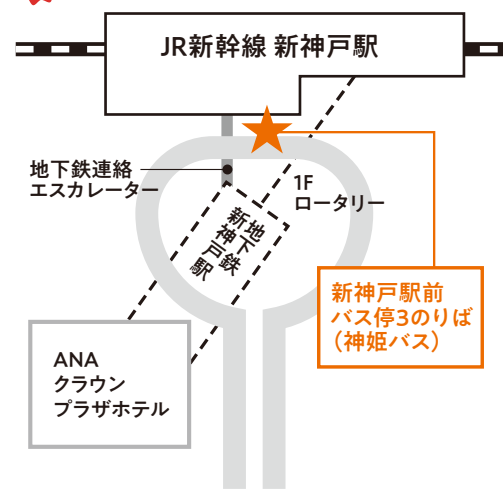 JR新幹線 新神戸駅
地下鉄連絡
エスカレーター
1F
ロータリー
地下鉄
新神戸駅
新神戸駅前
バス停3のりば
（神姫バス）
ANA
クラウン
プラザホテル